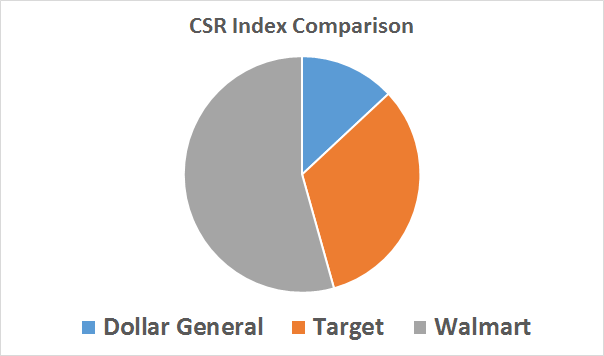 CSR Index Comparison
Dollar General Target Walmart